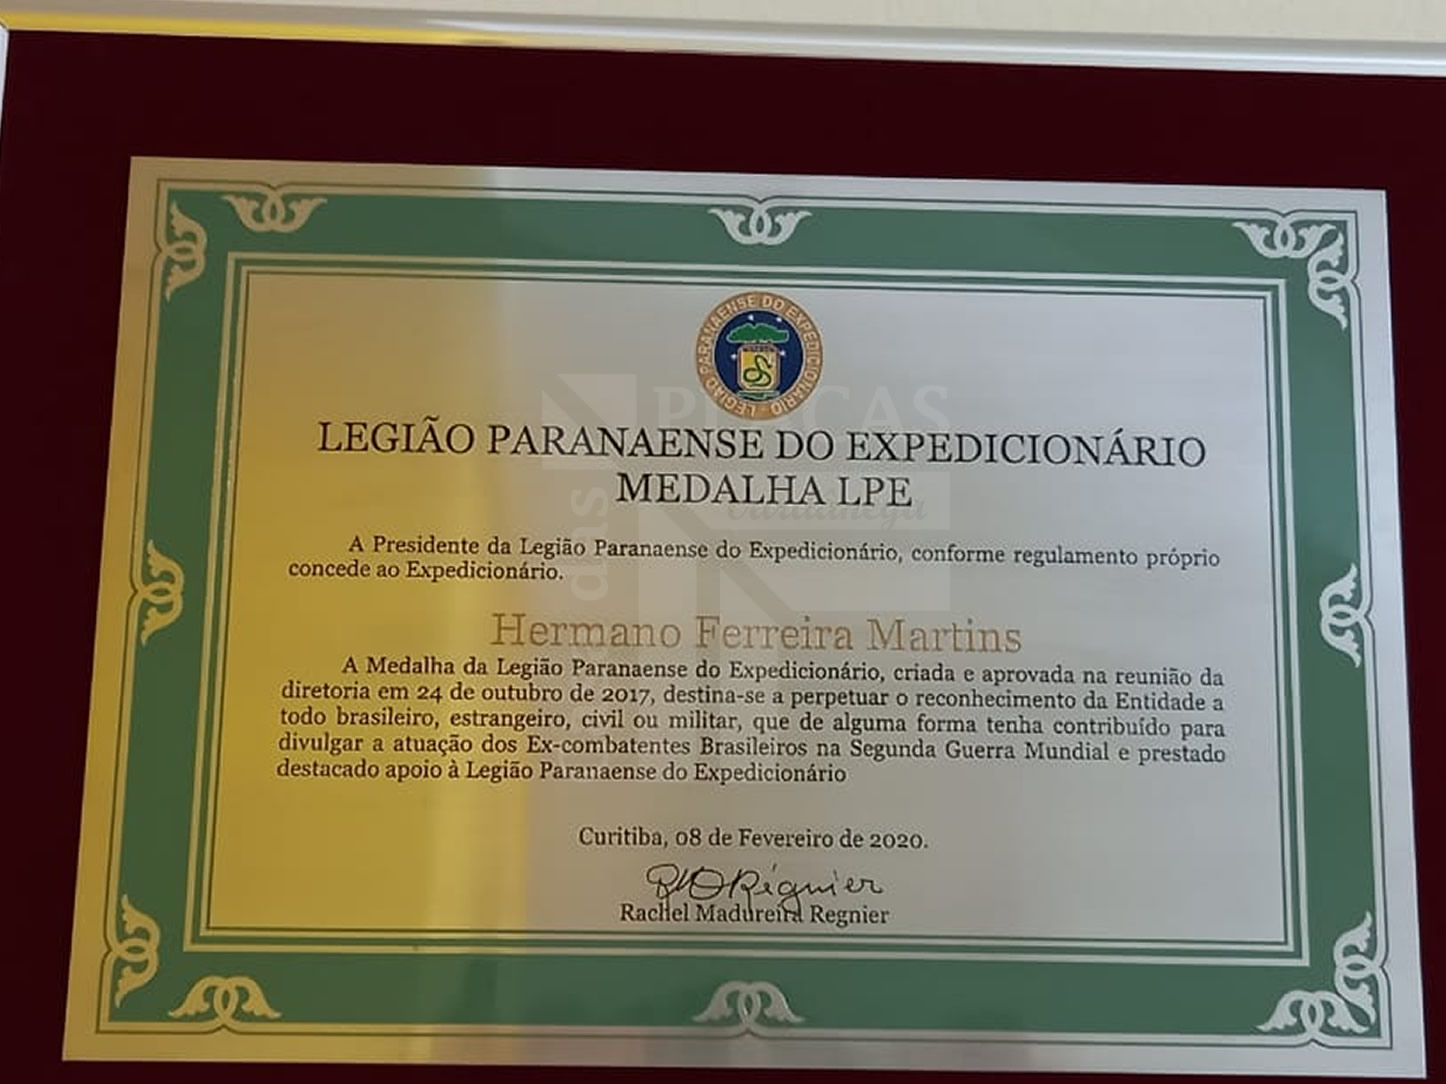 LEGIÃO PARANAENSE DO EXPEDICIONÁRIO
LEGIÃO PARANAENSE DO EXPEDICIONÁRIO
MEDALHA LPE
A Presidente da Legião Paranaense do Expedicionário, conforme regulamento próprio
concede ao Expedicionário.
Hermano Ferreira Martins
A Medalha da Legião Paranaense do Expedicionário, criada e aprovada na reunião da
diretoria em 24 de outubro de 2017, destina-se a perpetuar o reconhecimento da Entidade a
todo brasileiro, estrangeiro, civil ou militar, que de alguma forma tenha contribuído para
divulgar a atuação dos Ex-combatentes Brasileiros na Segunda Guerra Mundial e prestado
destacado apoio à Legião Paranaense do Expedicionário
Curitiba, 08 de Fevereiro de 2020.
Rachel Madureira Regnier